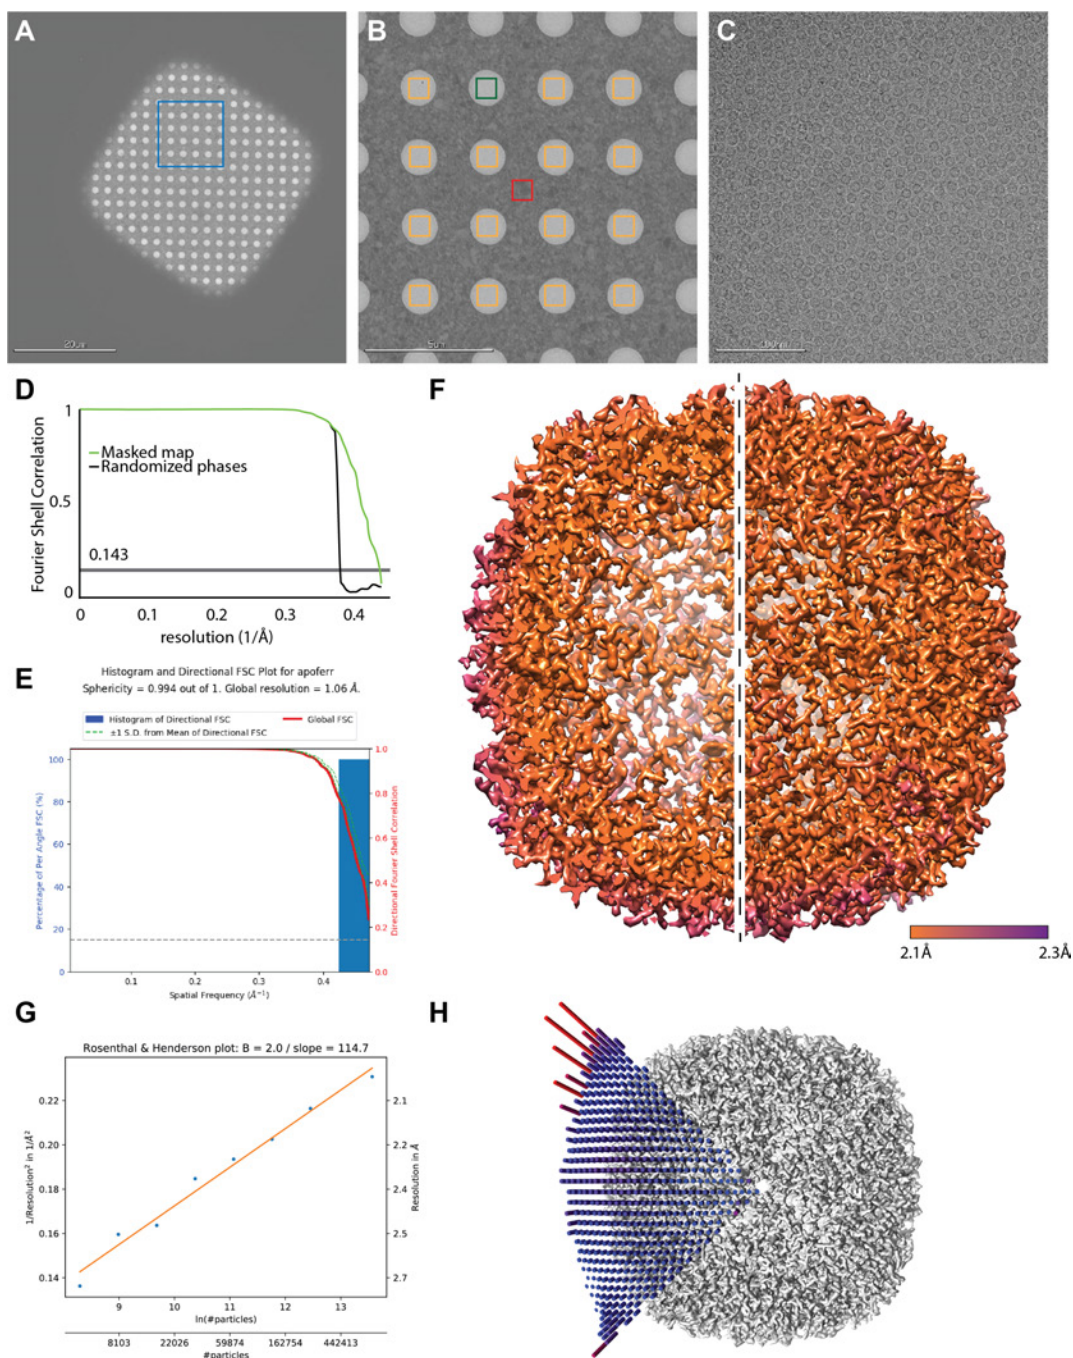 A
B
C
20µm
5µm
100nm
D
1
Masked map
Randomized phases
0.5
0.143
0
0 0.1 0.2 0.3 0.4
resolution (1/Å)
Fourier Shell Correlation
E
Histogram and Directional FSC Plot for apoferr
Sphericity = 0.994 out of 1. Global resolution = 1.06 Å.
Histogram of Directional FSC
Global FSC
±1 S.D. from Mean of Directional FSC
100
80
60
40
20
0
Percentage of Per Angle FSC (%)
1.0
0.8
0.6
0.4
0.2
0.0
Directional Fourier Shell Correlation
0.1 0.2 0.3 0.4
Spatial Frequency (Å⁻¹)
F
2.1Å 2.3Å
G
Rosenthal & Henderson plot: B = 2.0 / slope = 114.7
0.22
0.20
0.18
0.16
0.14
1/Resolution² in 1/Å²
2.1
2.2
2.4
2.5
2.7
Resolution in Å
9 10 11 12 13
ln(#particles)
8103 22026 59874 162754 442413
#particles
H